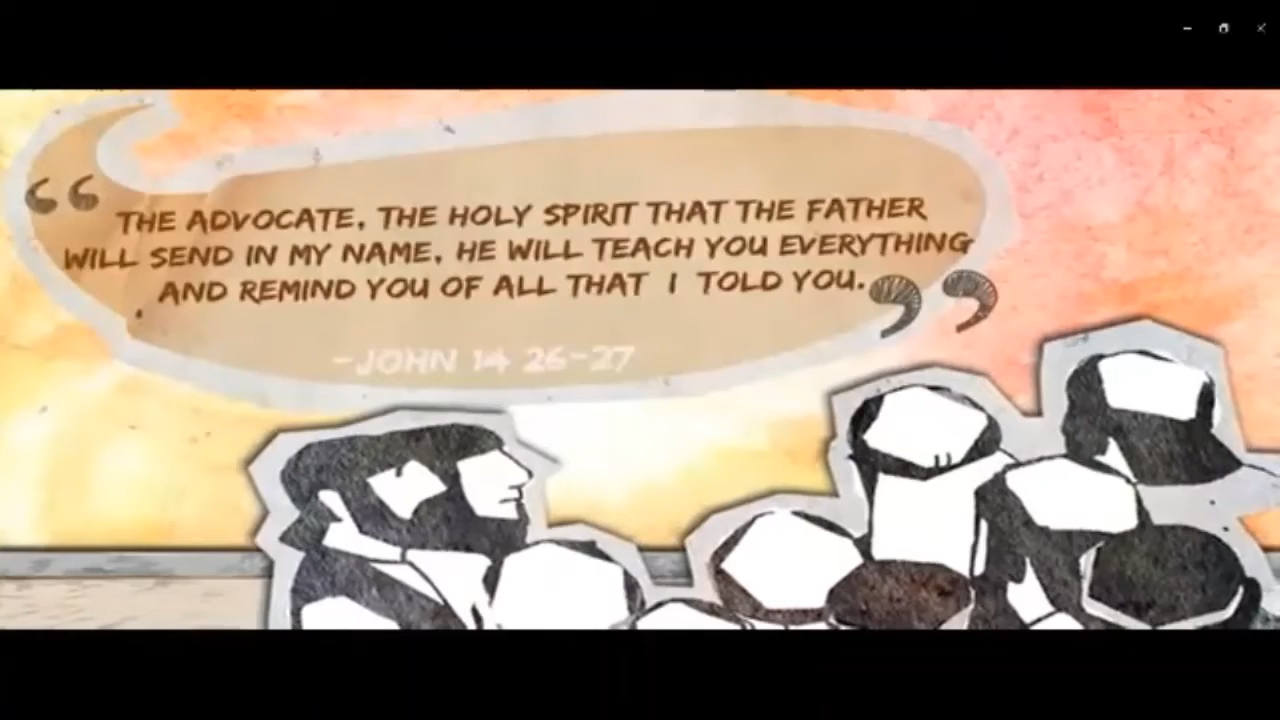 “ THE ADVOCATE, THE HOLY SPIRIT THAT THE FATHER
WILL SEND IN MY NAME, HE WILL TEACH YOU EVERYTHING
AND REMIND YOU OF ALL THAT I TOLD YOU. ”
-JOHN 14 26-27